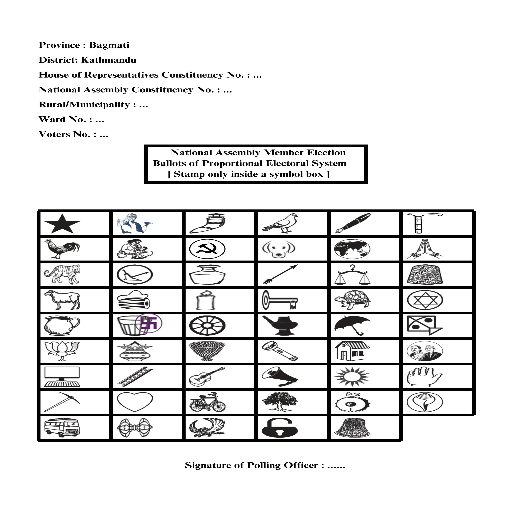 Province : Bagmati
District: Kathmandu
House of Representatives Constituency No. : ...
National Assembly Constituency No. : ...
Rural/Municipality : ...
Ward No. : ...
Voters No. : ...
National Assembly Member Election
Ballots of Proportional Electoral System
[ Stamp only inside a symbol box ]
Signature of Polling Officer : ......